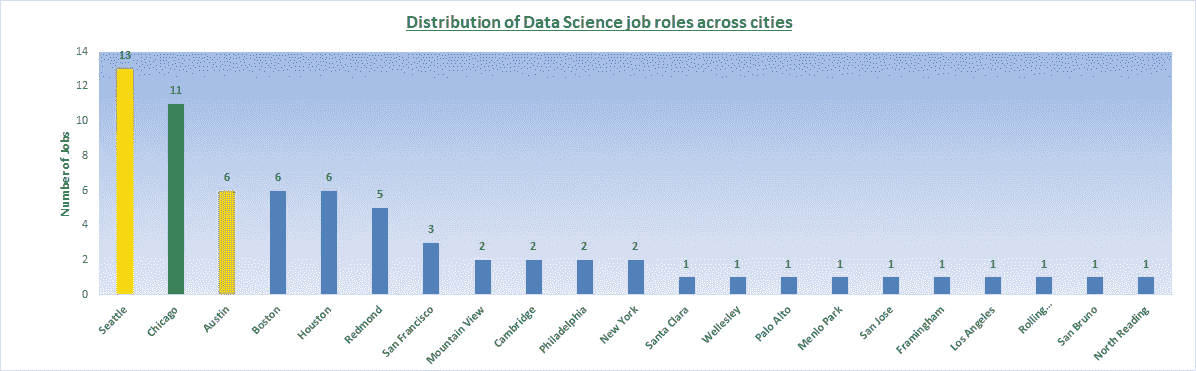 Distribution of Data Science job roles across cities
Number of Jobs
14
12
10
8
6
4
2
0
13
11
6
6
6
5
3
2
2
2
2
1
1
1
1
1
1
1
1
1
1
Seattle
Chicago
Austin
Boston
Houston
Redmond
San Francisco
Mountain View
Cambridge
Philadelphia
New York
Santa Clara
Wellesley
Palo Alto
Menlo Park
San Jose
Framingham
Los Angeles
Rolling...
San Bruno
North Reading